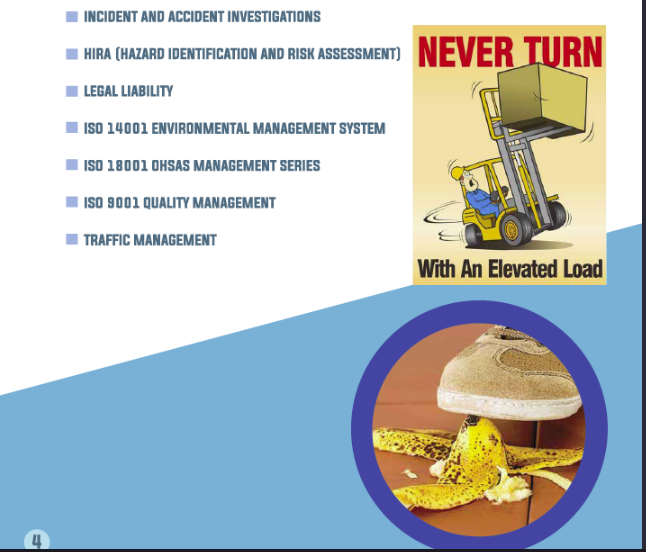 INCIDENT AND ACCIDENT INVESTIGATIONS
HIRA (HAZARD IDENTIFICATION AND RISK ASSESSMENT)
LEGAL LIABILITY
ISO 14001 ENVIRONMENTAL MANAGEMENT SYSTEM
ISO 18001 OHSAS MANAGEMENT SERIES
ISO 9001 QUALITY MANAGEMENT
TRAFFIC MANAGEMENT
NEVER TURN
With An Elevated Load
4